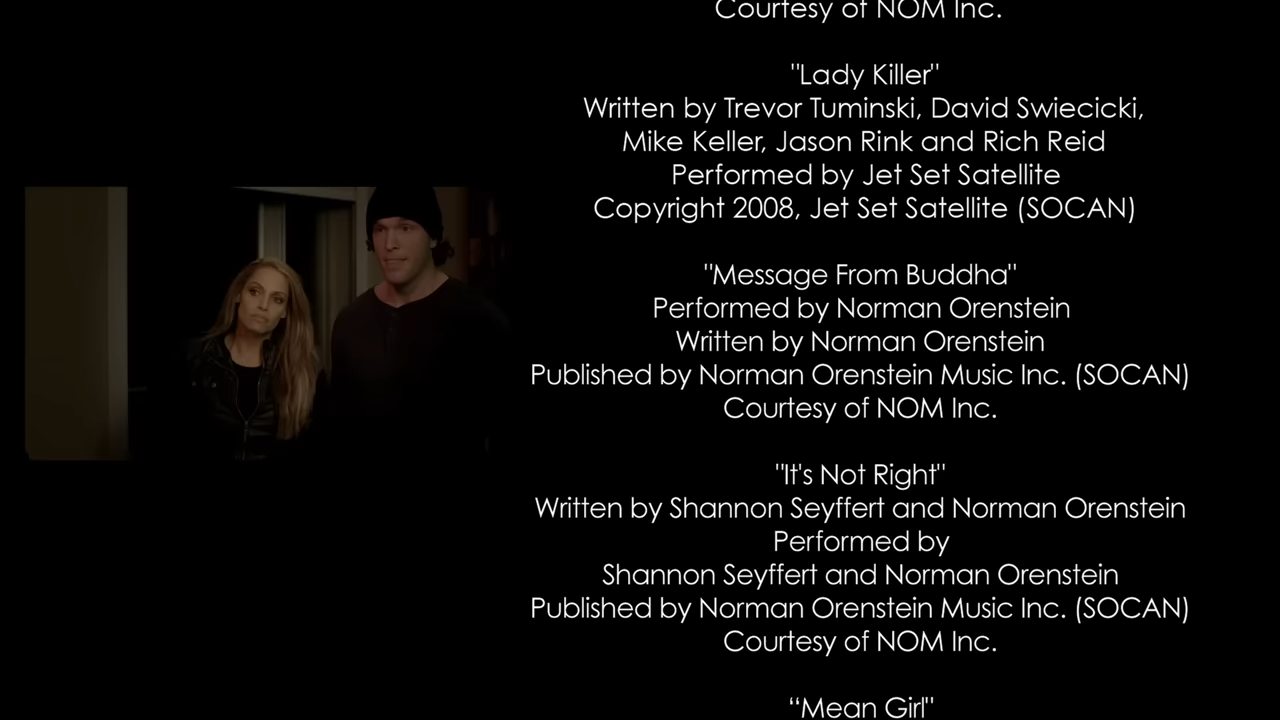 Courtesy of NOM Inc.
"Lady Killer"
Written by Trevor Tuminski, David Swiecicki,
Mike Keller, Jason Rink and Rich Reid
Performed by Jet Set Satellite
Copyright 2008, Jet Set Satellite (SOCAN)
"Message From Buddha"
Performed by Norman Orenstein
Written by Norman Orenstein
Published by Norman Orenstein Music Inc. (SOCAN)
Courtesy of NOM Inc.
"It's Not Right"
Written by Shannon Seyffert and Norman Orenstein
Performed by
Shannon Seyffert and Norman Orenstein
Published by Norman Orenstein Music Inc. (SOCAN)
Courtesy of NOM Inc.
“Mean Girl"